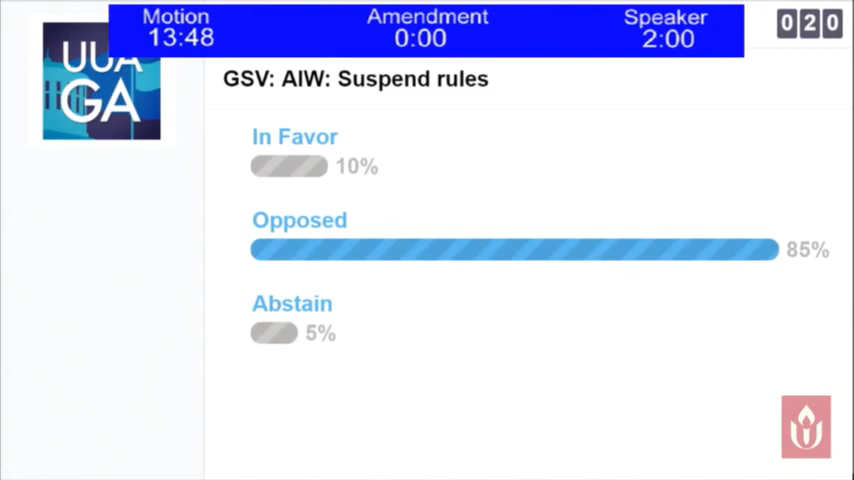 Motion Amendment Speaker
13:48 0:00 2:00
020
UUA
GA
GSV: AIW: Suspend rules
In Favor
10%
Opposed
85%
Abstain
5%